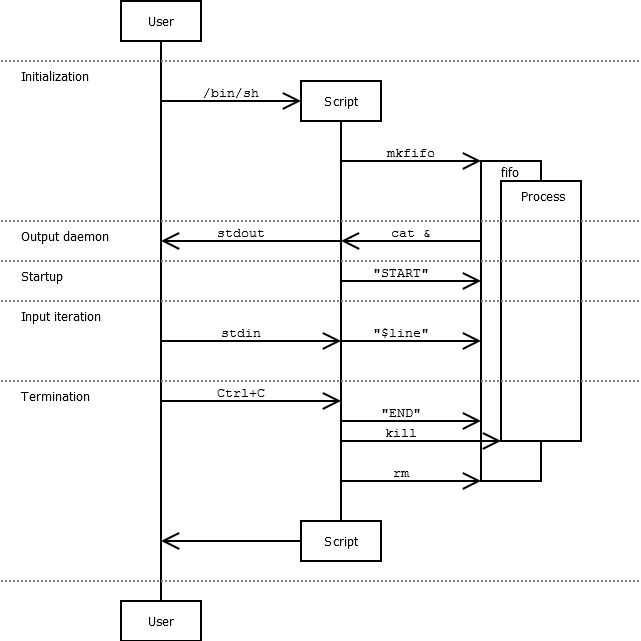 User
Initialization
/bin/sh
Script
mkfifo
fifo
Process
Output daemon
stdout
cat &
Startup
"START"
Input iteration
stdin
"$line"
Termination
Ctrl+C
"END"
kill
rm
Script
User